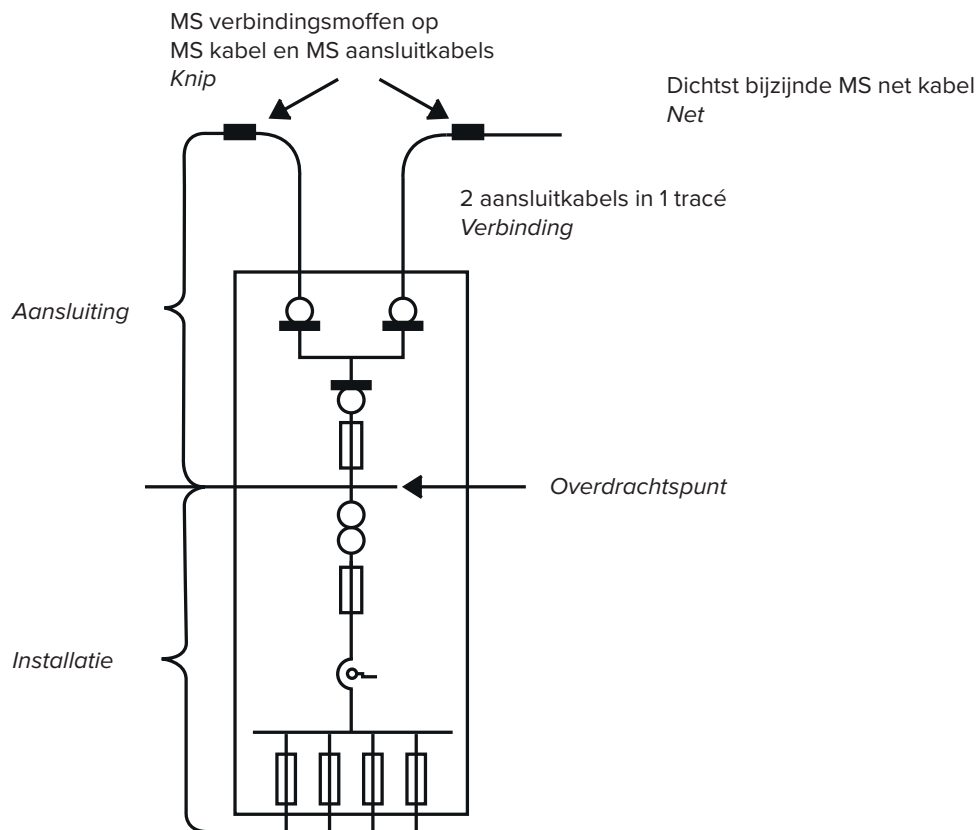 MS verbindingsmoffen op
MS kabel en MS aansluitkabels
Knip
Dichtst bijzijnde MS net kabel
Net
2 aansluitkabels in 1 tracé
Verbinding
Aansluiting
Overdrachtspunt
Installatie